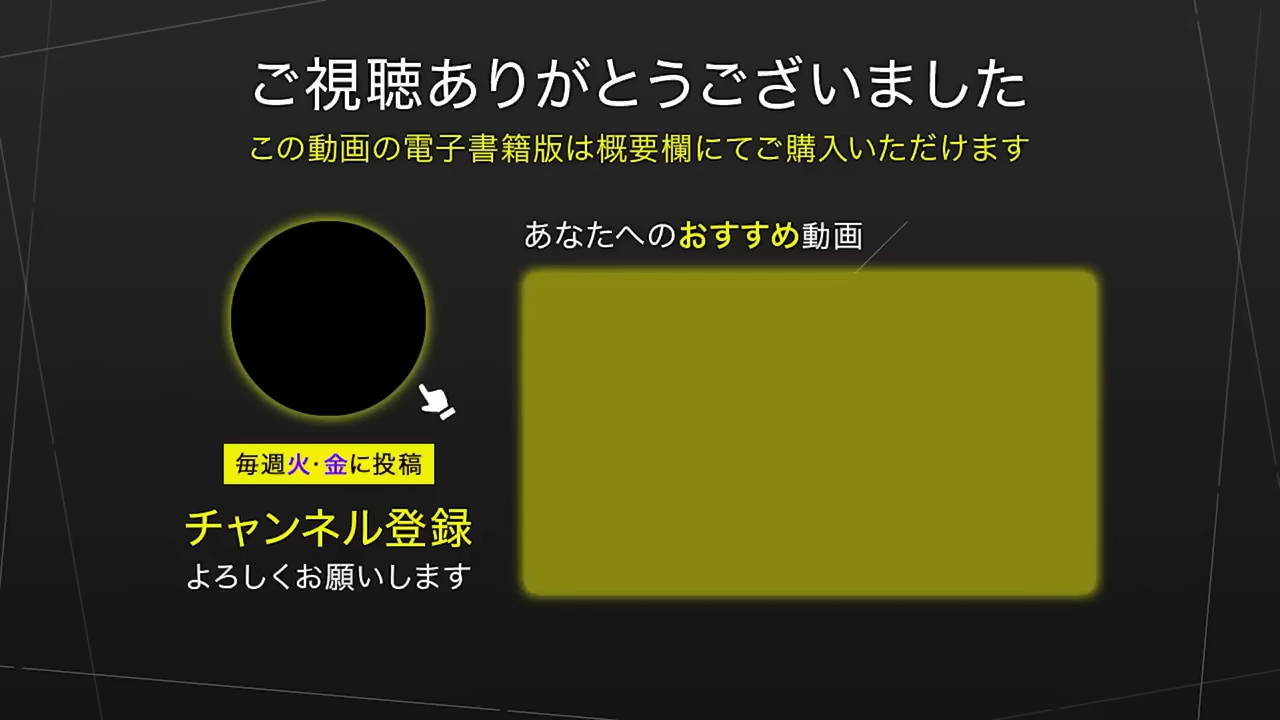 ご視聴ありがとうございました
この動画の電子書籍版は概要欄にてご購入いただけます
あなたへのおすすめ動画
毎週火·金に投稿
チャンネル登録
よろしくお願いします